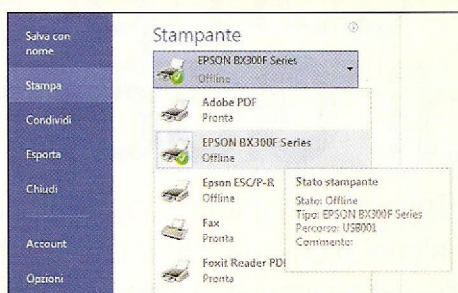 Salva con
nome
Stampa
Condividi
Esporta
Chiudi
Account
Opzioni
Stampante
EPSON BX300F Series
Offline
Adobe PDF
Pronta
EPSON BX300F Series
Offline
Epson ESC/P-R
Offline
Fax
Pronta
Foxit Reader PDF
Pronta
Stato stampante
Stato: Offline
Tipo: EPSON BX300F Series
Percorso: USB001
Commento: